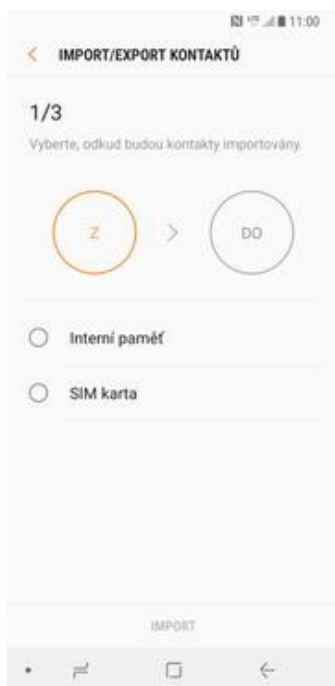 11:00
IMPORT/EXPORT KONTAKTŮ
1/3
Vyberte, odkud budou kontakty importovány.
Z > DO
Interní paměť
SIM karta
IMPORT